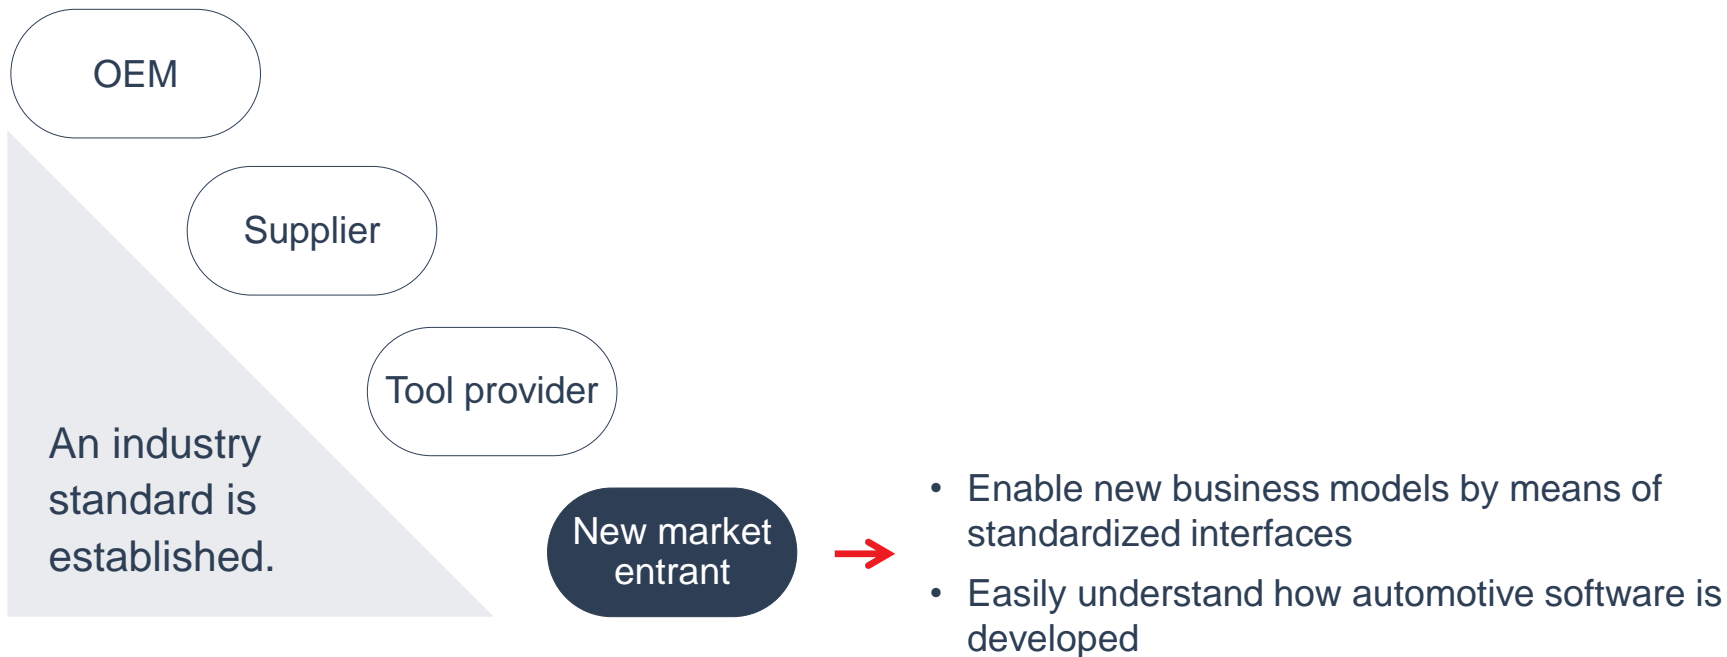 OEM
Supplier
Tool provider
An industry
standard is
established.
New market
entrant
• Enable new business models by means of
standardized interfaces
• Easily understand how automotive software is
developed